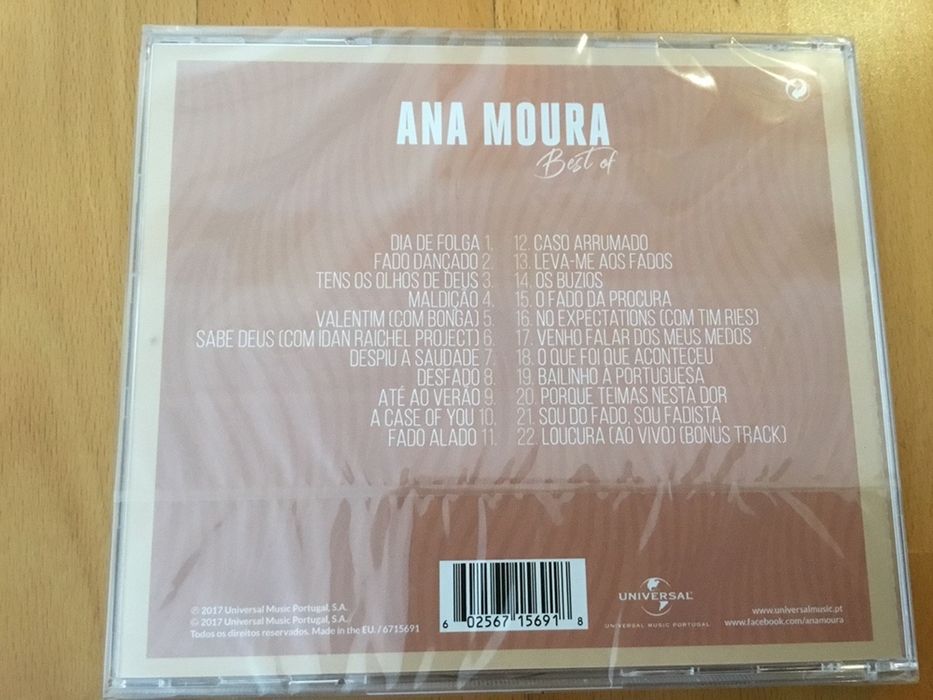 ANA MOURA
Best of
DIA DE FOLGA 1.
FADO DANÇADO 2.
TENS OS OLHOS DE DEUS 3.
MALDIÇÃO 4.
VALENTIM (COM BONGA) 5.
SABE DEUS (COM IDAN RAICHEL PROJECT) 6.
DESPIU A SAUDADE 7.
DESFADO 8.
ATÉ AO VERÃO 9.
A CASE OF YOU 10.
FADO ALADO 11.
12. CASO ARRUMADO
13. LEVA-ME AOS FADOS
14. OS BUZIOS
15. O FADO DA PROCURA
16. NO EXPECTATIONS (COM TIM RIES)
17. VENHO FALAR DOS MEUS MEDOS
18. O QUE FOI QUE ACONTECEU
19. BAILINHO À PORTUGUESA
20. PORQUE TEIMAS NESTA DOR
21. SOU DO FADO, SOU FADISTA
22. LOUCURA (AO VIVO) (BONUS TRACK)
℗ 2017 Universal Music Portugal, S.A.
© 2017 Universal Music Portugal, S.A.
Todos os direitos reservados. Made in the EU. / 6715691
6 02567 15691 8
UNIVERSAL
UNIVERSAL MUSIC PORTUGAL
www.universalmusic.pt
www.facebook.com/anamoura